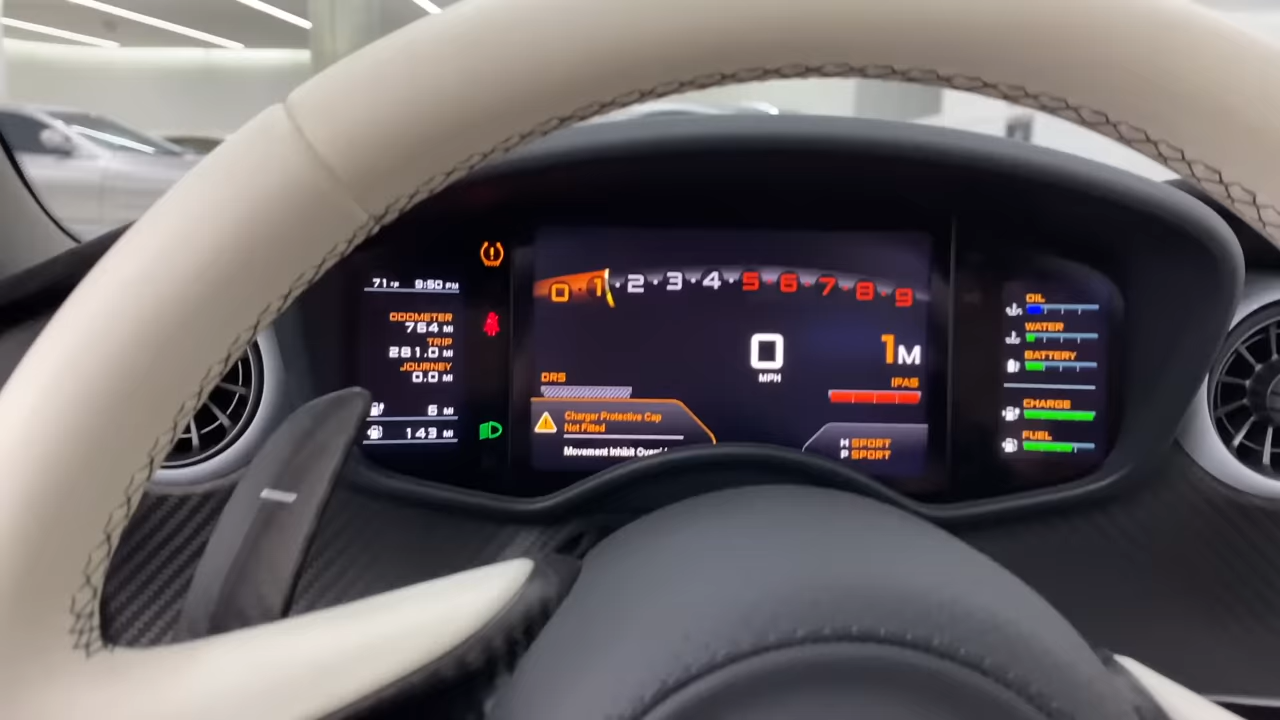 71°F 9:50 PM
ODOMETER
764 MI
TRIP
281.0 MI
JOURNEY
0.0 MI
6 MI
143 MI
0 1 2 3 4 5 6 7 8 9
0
MPH
1M
DRS
IPAS
Charger Protective Cap
Not Fitted
Movement Inhibit
H SPORT
P SPORT
OIL
WATER
BATTERY
CHARGE
FUEL